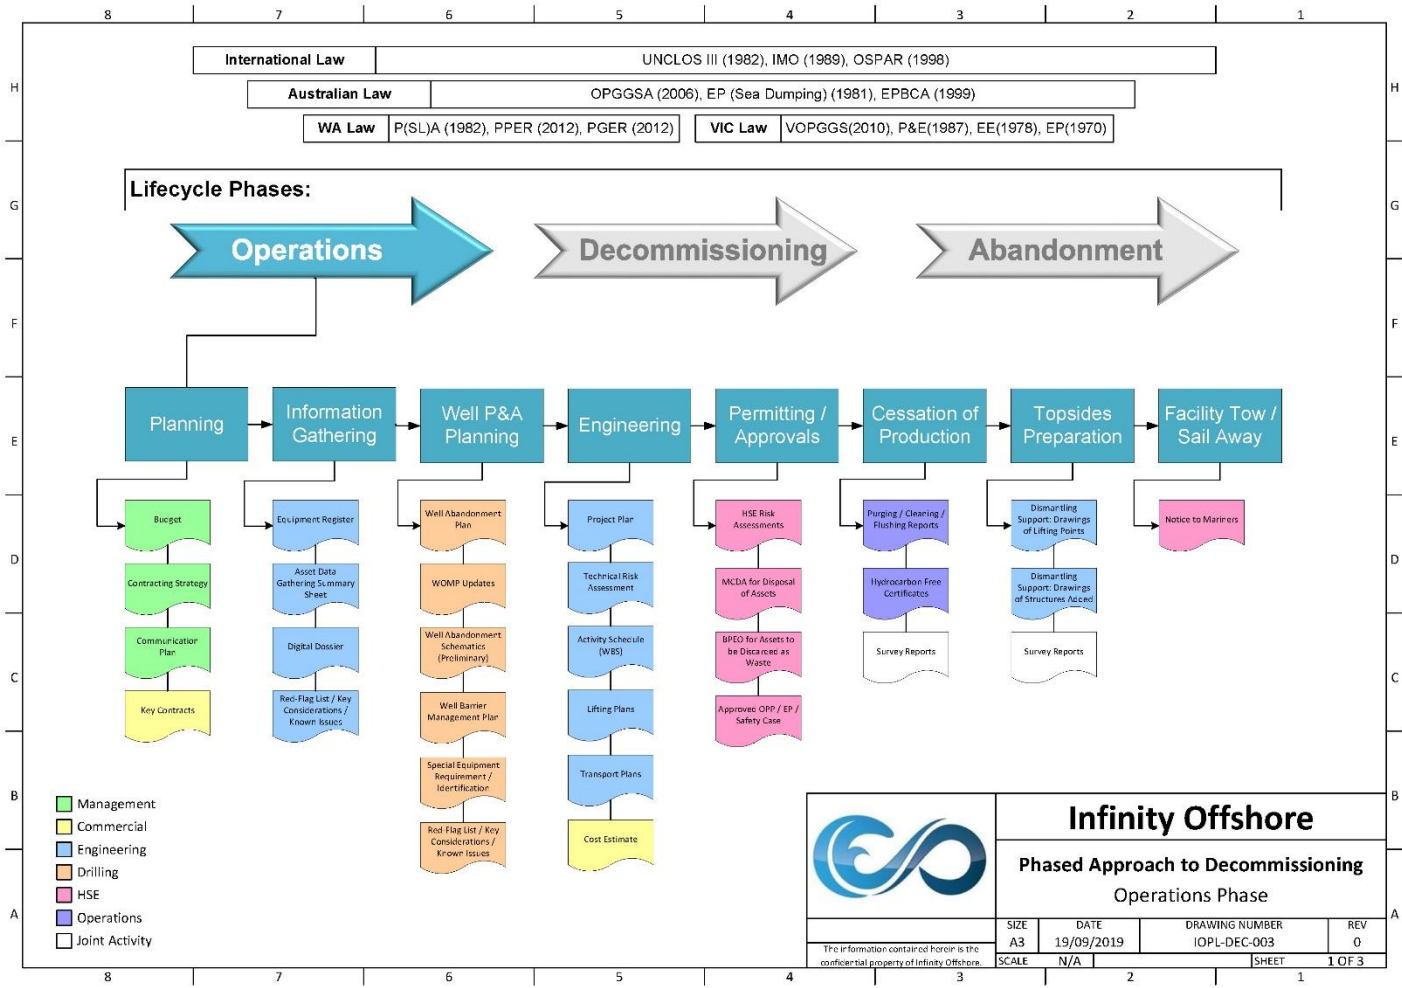 8 7 6 5 4 3 2 1
International Law UNCLOS III (1982), IMO (1989), OSPAR (1998)
H H
Australian Law OPGGSA (2006), EP (Sea Dumping) (1981), EPBCA (1999)
WA Law P(SL)A (1982), PPER (2012), PGER (2012) VIC Law VOPGGS(2010), P&E(1987), EE(1978), EP(1970)
Lifecycle Phases:
G G
Operations Decommissioning Abandonment
F F
Planning
Information
Gathering
Well P&A
Planning
Engineering
Permitting /
Approvals
Cessation of
Production
Topsides
Preparation
Facility Tow /
Sail Away
E E
Budget
Contracting Strategy
Communication
Plan
Key Contracts
Equipment Register
Asset Data
Gathering Summary
Sheet
Digital Dossier
Red-Flag List / Key
Considerations /
Known Issues
Well Abandonment
Plan
WOMP Updates
Well Abandonment
Schematics
(Preliminary)
Well Barrier
Management Plan
Special Equipment
Requirement /
Identification
Red-Flag List / Key
Considerations /
Known Issues
Project Plan
Technical Risk
Assessment
Activity Schedule
(WBS)
Lifting Plans
Transport Plans
Cost Estimate
HSE Risk
Assessments
MCDA for Disposal
of Assets
BPEO for Assets to
be Discarded as
Waste
Approved OPP / EP /
Safety Case
Purging / Cleaning /
Flushing Reports
Hydrocarbon Free
Certificates
Survey Reports
Dismantling
Support: Drawings
of Lifting Points
Dismantling
Support: Drawings
of Structures Added
Survey Reports
Notice to Mariners
D D
C C
B B
A A
Management
Commercial
Engineering
Drilling
HSE
Operations
Joint Activity
Infinity Offshore
Phased Approach to Decommissioning
Operations Phase
The information contained herein is the
confidential property of Infinity Offshore.
SIZE DATE DRAWING NUMBER REV
A3 19/09/2019 IOPL-DEC-003 0
SCALE N/A SHEET 1 OF 3
8 7 6 5 4 3 2 1